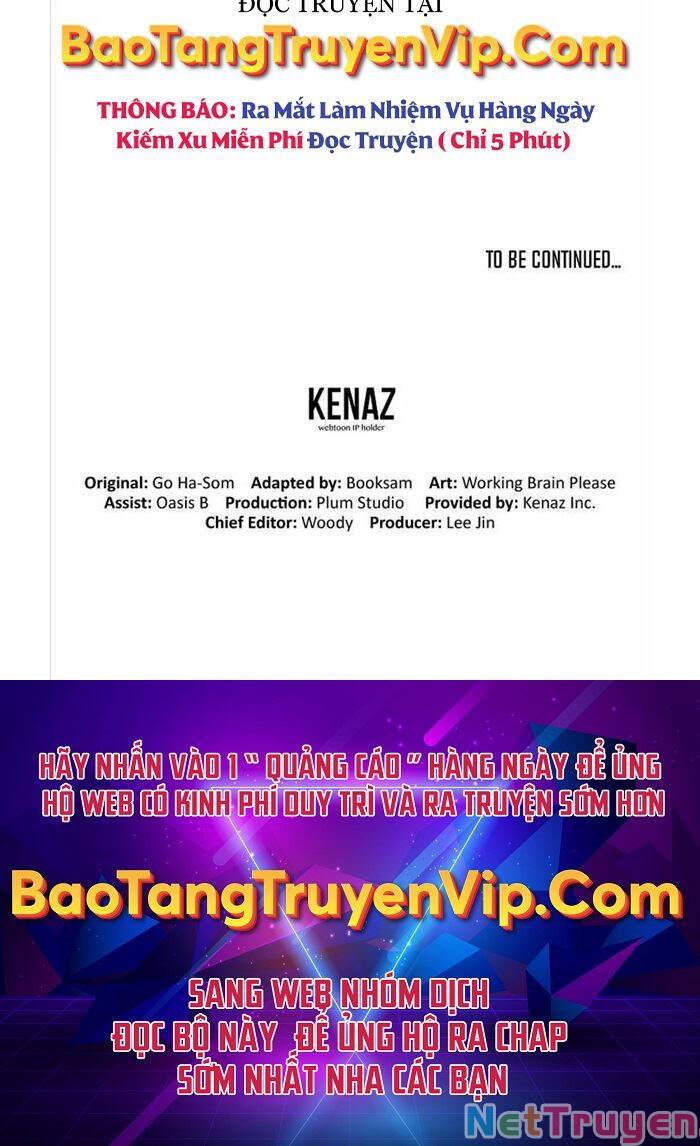 ĐỌC TRUYỆN TẠI
BaoTangTruyenVip.Com
THÔNG BÁO: Ra Mắt Làm Nhiệm Vụ Hàng Ngày
Kiếm Xu Miễn Phí Đọc Truyện ( Chỉ 5 Phút)
TO BE CONTINUED...
KENAZ
webtoon IP holder
Original: Go Ha-Som Adapted by: Booksam Art: Working Brain Please
Assist: Oasis B Production: Plum Studio Provided by: Kenaz Inc.
Chief Editor: Woody Producer: Lee Jin
HÃY NHẤN VÀO 1 “ QUẢNG CÁO ” HÀNG NGÀY ĐỂ ỦNG
HỘ WEB CÓ KINH PHÍ DUY TRÌ VÀ RA TRUYỆN SỚM HƠN
BaoTangTruyenVip.Com
SANG WEB NHÓM DỊCH
ĐỌC BỘ NÀY ĐỂ ỦNG HỘ RA CHAP
SỚM NHẤT NHA CÁC BẠN
NetTruyen